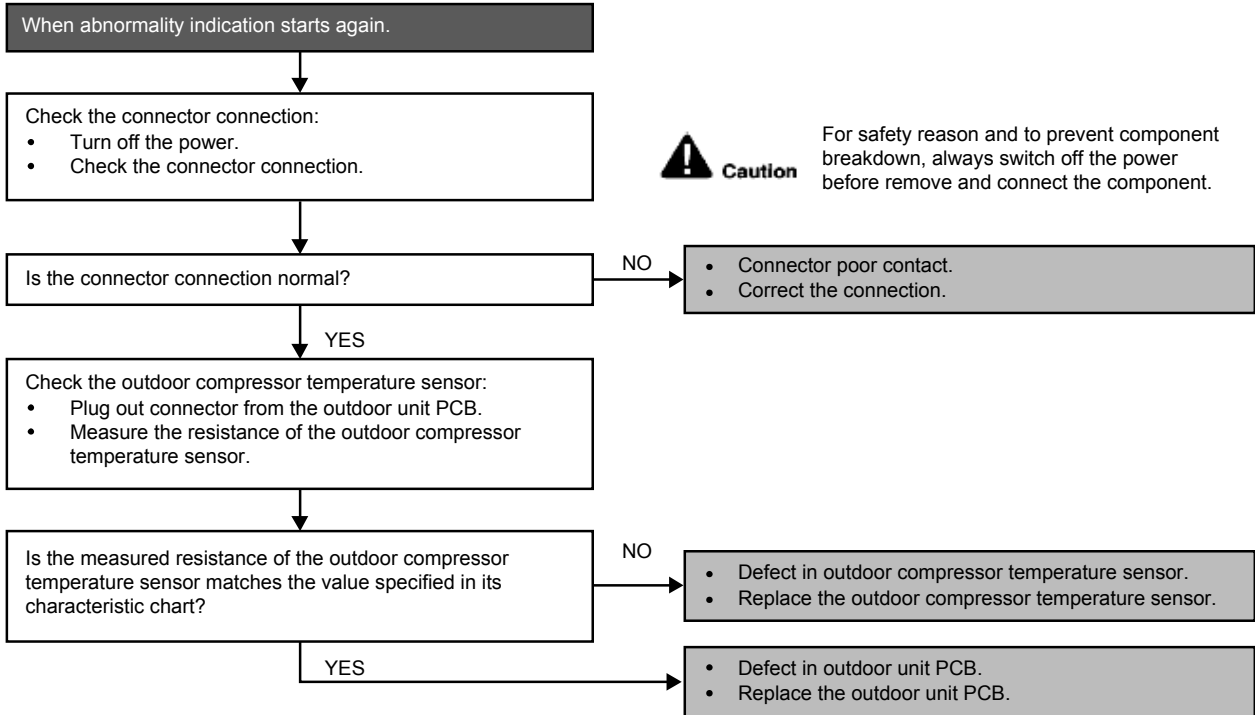 When abnormality indication starts again.
Check the connector connection:
• Turn off the power.
• Check the connector connection.
Caution
For safety reason and to prevent component
breakdown, always switch off the power
before remove and connect the component.
Is the connector connection normal?
NO
• Connector poor contact.
• Correct the connection.
YES
Check the outdoor compressor temperature sensor:
• Plug out connector from the outdoor unit PCB.
• Measure the resistance of the outdoor compressor
temperature sensor.
Is the measured resistance of the outdoor compressor
temperature sensor matches the value specified in its
characteristic chart?
NO
• Defect in outdoor compressor temperature sensor.
• Replace the outdoor compressor temperature sensor.
YES
• Defect in outdoor unit PCB.
• Replace the outdoor unit PCB.